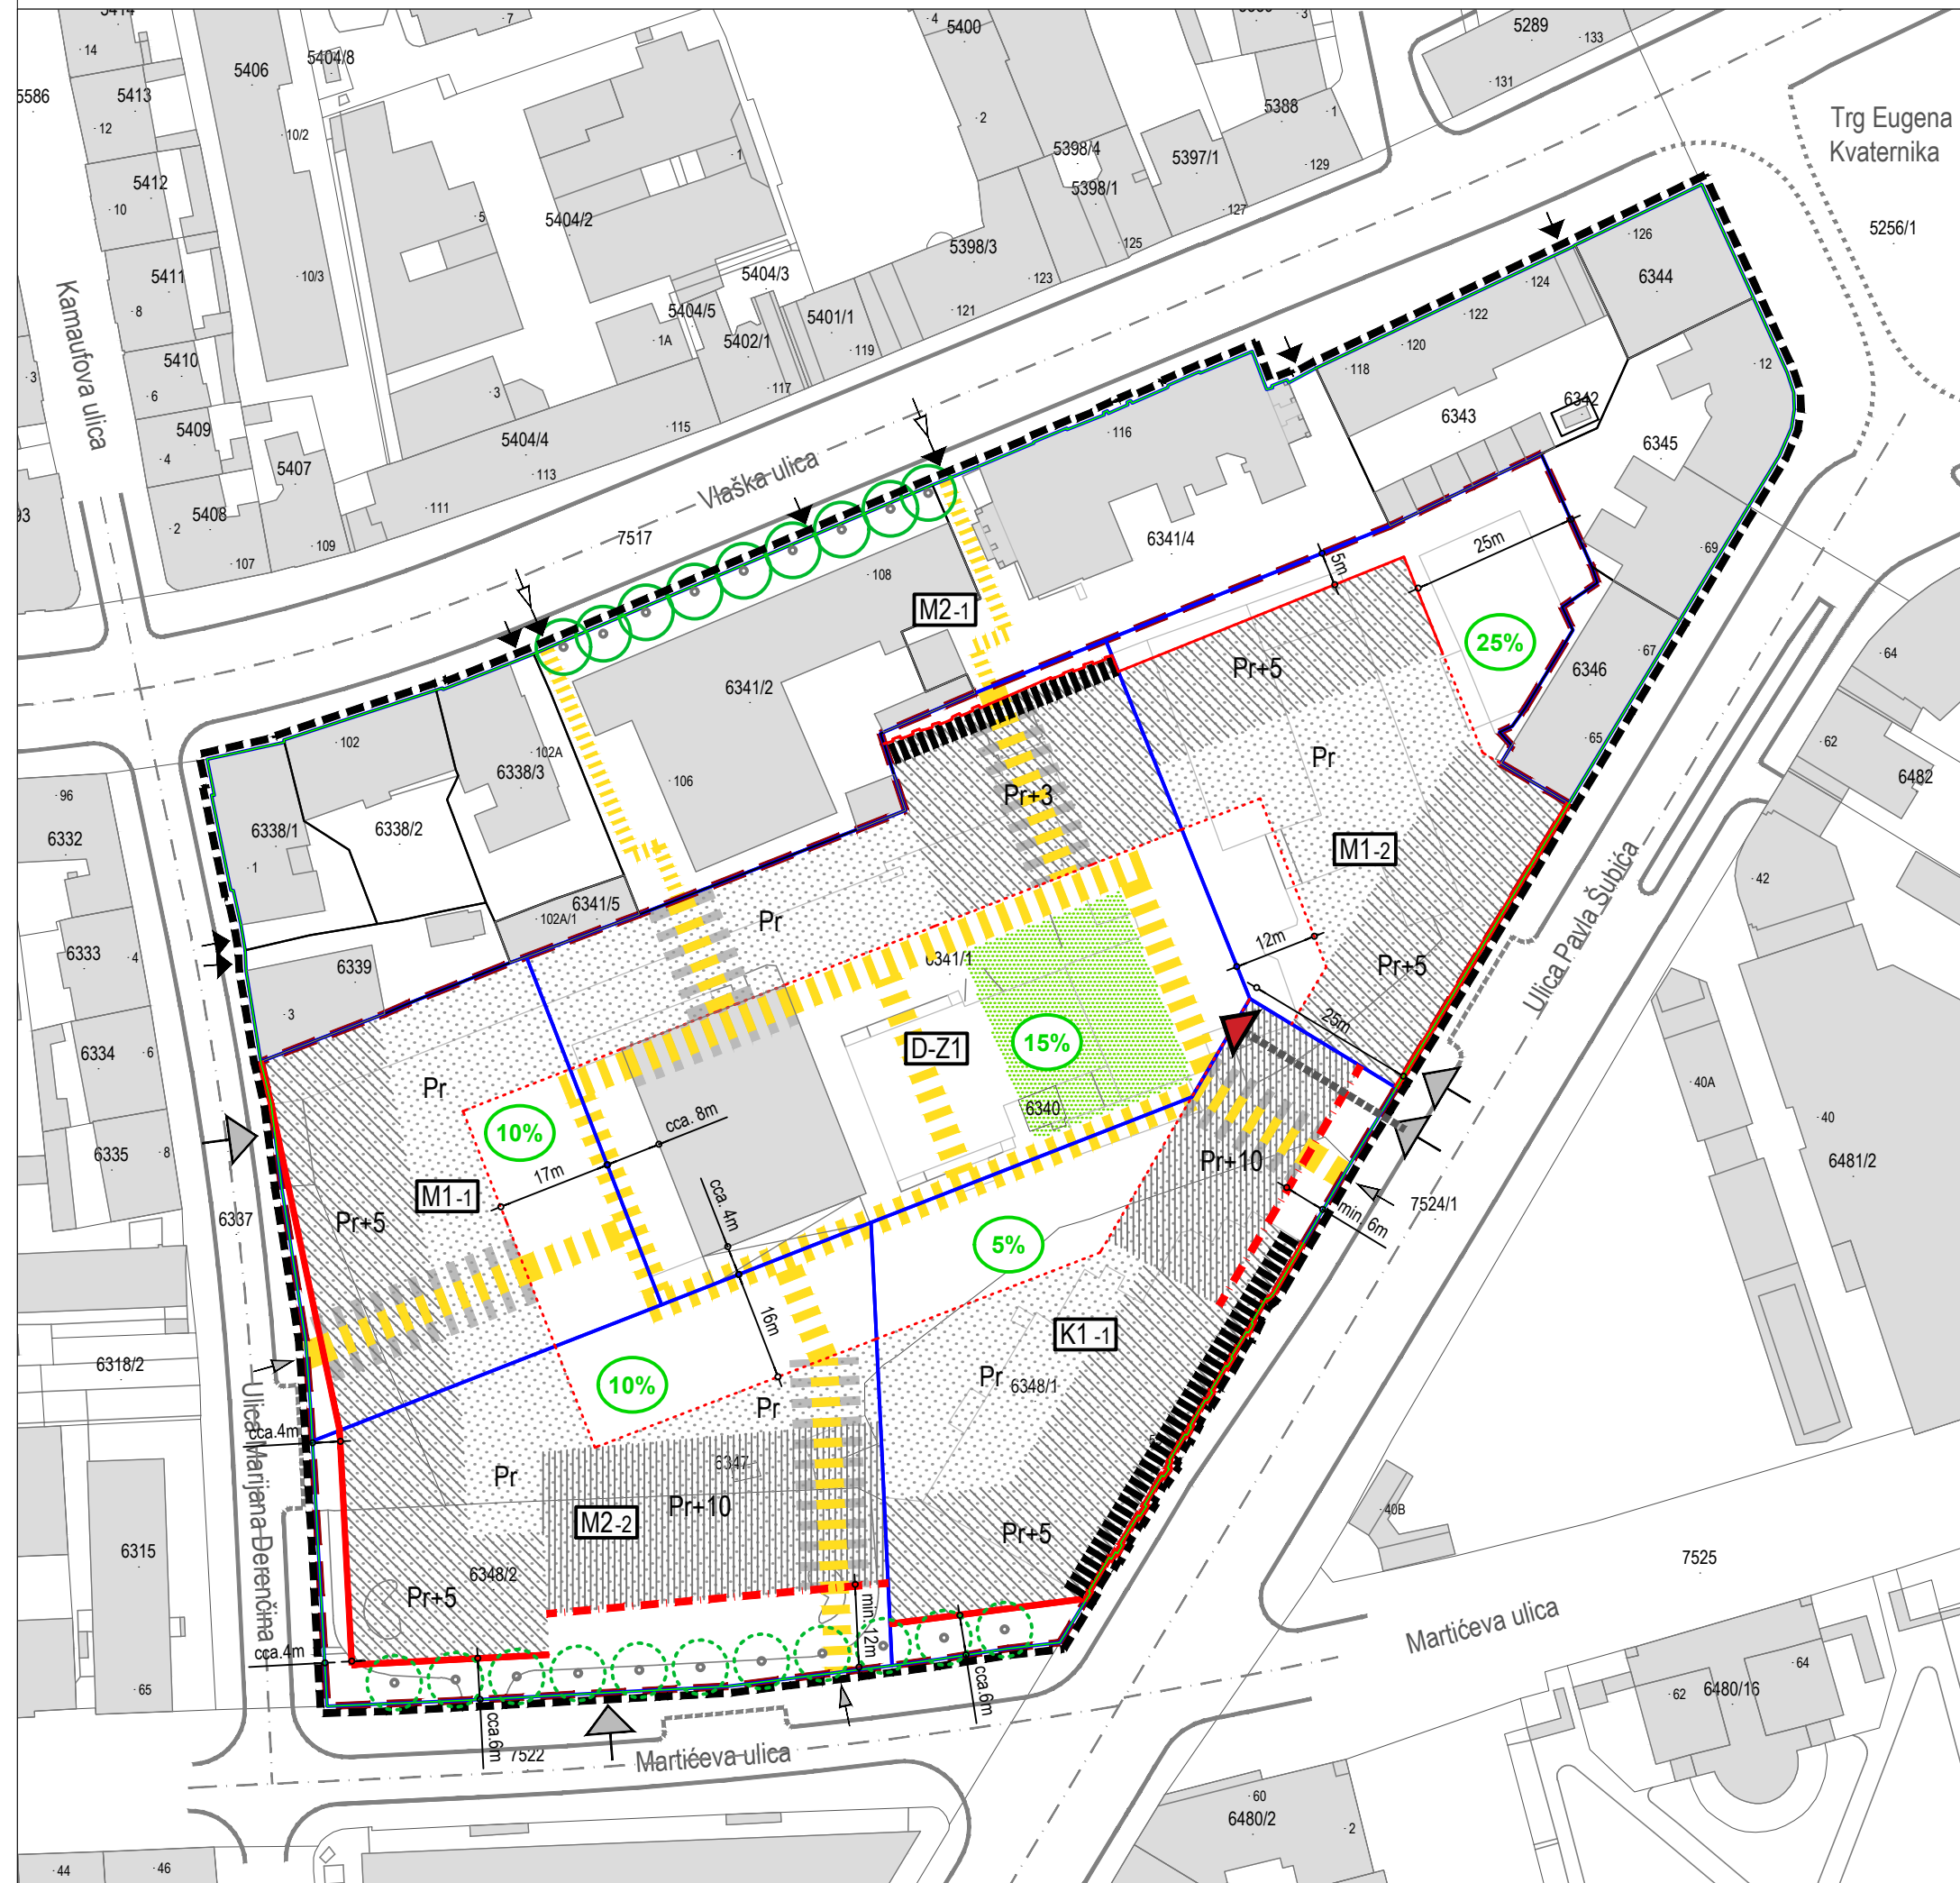 5414
· 14
5413
· 12
5412
· 10
5411
· 8
5410
· 6
5409
· 4
5408
· 2
5586
· 3
93
5406
5404/8
· 10/2
· 10/3
5407
· 107
· 109
· 7
· 5
5404/2
· 1
5404/3
5404/5
5402/1
· 1A
· 3
5404/4
· 111
· 113
· 115
· 117
5401/1
· 119
· 4
5400
· 2
5398/4
5398/1
5398/3
· 121
· 123
· 125
· 127
5397/1
5388
· 1
· 129
· 3
5289
· 133
· 131
Trg Eugena
Kvaternika
5256/1
Kamaufova ulica
Vlaška ulica
7517
· 126
6344
· 124
· 122
· 120
· 118
6343
6342
· 12
6345
· 116
6341/4
· 69
· 67
6346
· 65
25m
5m
25%
· 108
M2-1
6341/2
· 106
· 102
· 102A
6338/3
6338/1
6338/2
· 1
6341/5
· 102A/1
6339
· 3
Pr+5
Pr
Pr+3
M1-2
Pr+5
12m
25m
Pr
6341/1
D-Z1
15%
6340
Pr
10%
cca. 8m
17m
M1-1
Pr+5
cca. 4m
16m
5%
Pr+10
7524/1
min. 6m
K1-1
Pr
6348/1
Pr+5
10%
Pr
Pr
6347
Pr+10
M2-2
6348/2
Pr+5
min. 12m
cca.4m
cca.4m
cca.6m
cca.6m
Ulica Marijana Derenčina
Ulica Pavla Šubića
Martićeva ulica
Martićeva ulica
7522
7525
· 96
6332
6333
· 4
6334
· 6
6335
· 8
6337
6318/2
6315
· 65
· 44
· 46
· 64
· 62
6482
· 42
· 40A
· 40
6481/2
· 40B
· 64
· 62
6480/16
· 60
6480/2
· 2